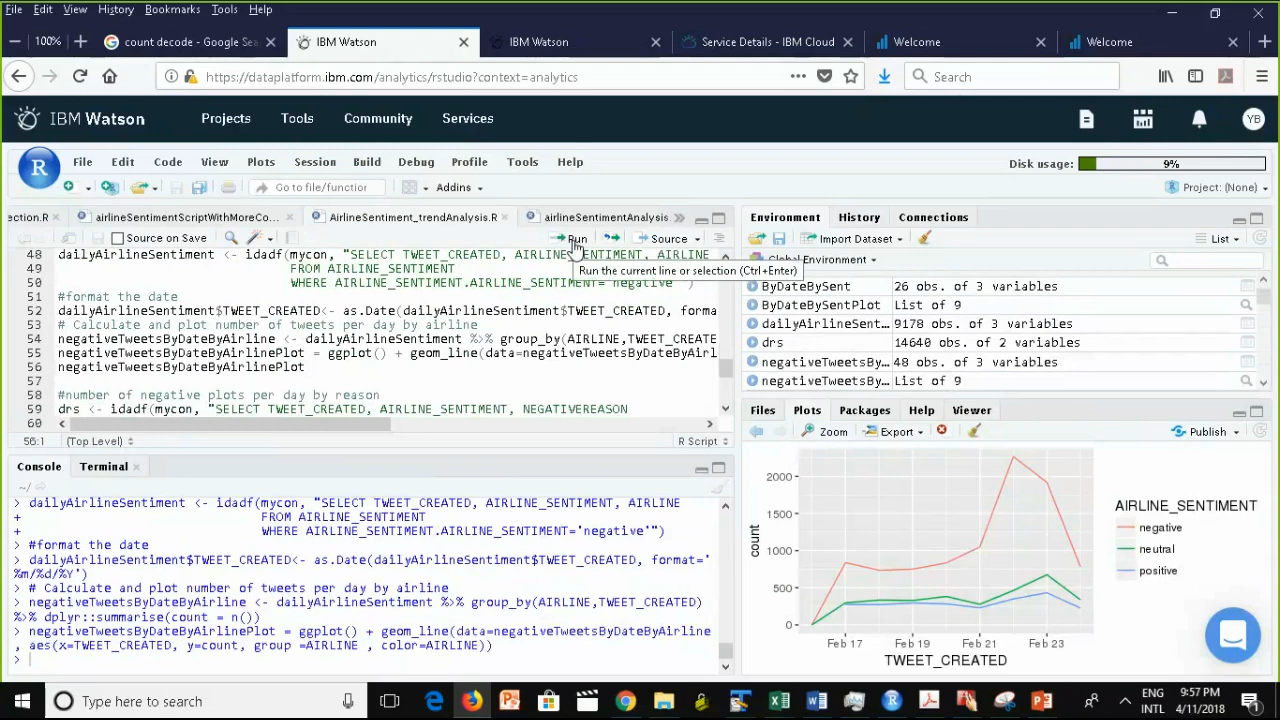 File Edit View History Bookmarks Tools Help
100% count decode - Google Sea IBM Watson IBM Watson Service Details - IBM Cloud Welcome Welcome
https://dataplatform.ibm.com/analytics/rstudio?context=analytics Search
IBM Watson Projects Tools Community Services YB
R File Edit Code View Plots Session Build Debug Profile Tools Help Disk usage: 9%
Go to file/function Addins Project: (None)
ection.R airlineSentimentScriptWithMoreCo... AirlineSentiment_trendAnalysis.R airlineSentimentAnalysis
Source on Save Run Source
48 dailyAirlineSentiment <- idadf(mycon, "SELECT TWEET_CREATED, AIRLINE_SENTIMENT, AIRLINE
49 FROM AIRLINE_SENTIMENT
50 WHERE AIRLINE_SENTIMENT.AIRLINE_SENTIMENT='negative'")
51 #format the date
52 dailyAirlineSentiment$TWEET_CREATED<- as.Date(dailyAirlineSentiment$TWEET_CREATED, forma
53 # Calculate and plot number of tweets per day by airline
54 negativeTweetsByDateByAirline <- dailyAirlineSentiment %>% group_by(AIRLINE,TWEET_CREATE
55 negativeTweetsByDateByAirlinePlot = ggplot() + geom_line(data=negativeTweetsByDateByAirl
56 negativeTweetsByDateByAirlinePlot
57
58 #number of negative plots per day by reason
59 drs <- idadf(mycon, "SELECT TWEET_CREATED, AIRLINE_SENTIMENT, NEGATIVEREASON
60
56:1 (Top Level) R Script
Run the current line or selection (Ctrl+Enter)
Console Terminal
~/
> dailyAirlineSentiment <- idadf(mycon, "SELECT TWEET_CREATED, AIRLINE_SENTIMENT, AIRLINE
+ FROM AIRLINE_SENTIMENT
+ WHERE AIRLINE_SENTIMENT.AIRLINE_SENTIMENT='negative'")
> #format the date
> dailyAirlineSentiment$TWEET_CREATED<- as.Date(dailyAirlineSentiment$TWEET_CREATED, format='
%m/%d/%Y')
> # Calculate and plot number of tweets per day by airline
> negativeTweetsByDateByAirline <- dailyAirlineSentiment %>% group_by(AIRLINE,TWEET_CREATED)
%>% dplyr::summarise(count = n())
> negativeTweetsByDateByAirlinePlot = ggplot() + geom_line(data=negativeTweetsByDateByAirline
, aes(x=TWEET_CREATED, y=count, group =AIRLINE , color=AIRLINE))
>
Environment History Connections
Import Dataset List
Global Environment
ByDateBySent 26 obs. of 3 variables
ByDateBySentPlot List of 9
dailyAirlineSent... 9178 obs. of 3 variables
drs 14640 obs. of 2 variables
negativeTweetsBy... 48 obs. of 3 variables
negativeTweetsBy... List of 9
Files Plots Packages Help Viewer
Zoom Export Publish
2000
1500
1000
500
0
count
Feb 17 Feb 19 Feb 21 Feb 23
TWEET_CREATED
AIRLINE_SENTIMENT
negative
neutral
positive
Type here to search
ENG
INTL
9:57 PM
4/11/2018
1